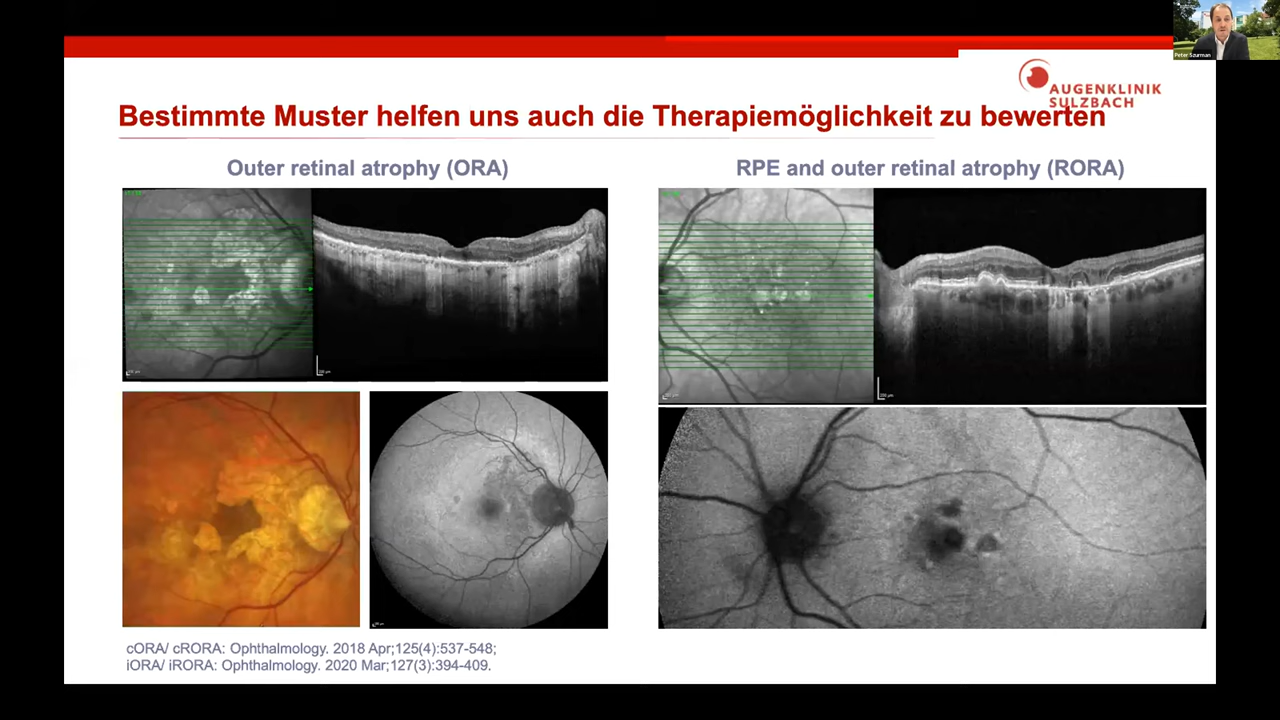 Peter Szurman
AUGENKLINIK
SULZBACH
Bestimmte Muster helfen uns auch die Therapiemöglichkeit zu bewerten
Outer retinal atrophy (ORA)
RPE and outer retinal atrophy (RORA)
cORA/ cRORA: Ophthalmology. 2018 Apr;125(4):537-548;
iORA/ iRORA: Ophthalmology. 2020 Mar;127(3):394-409.